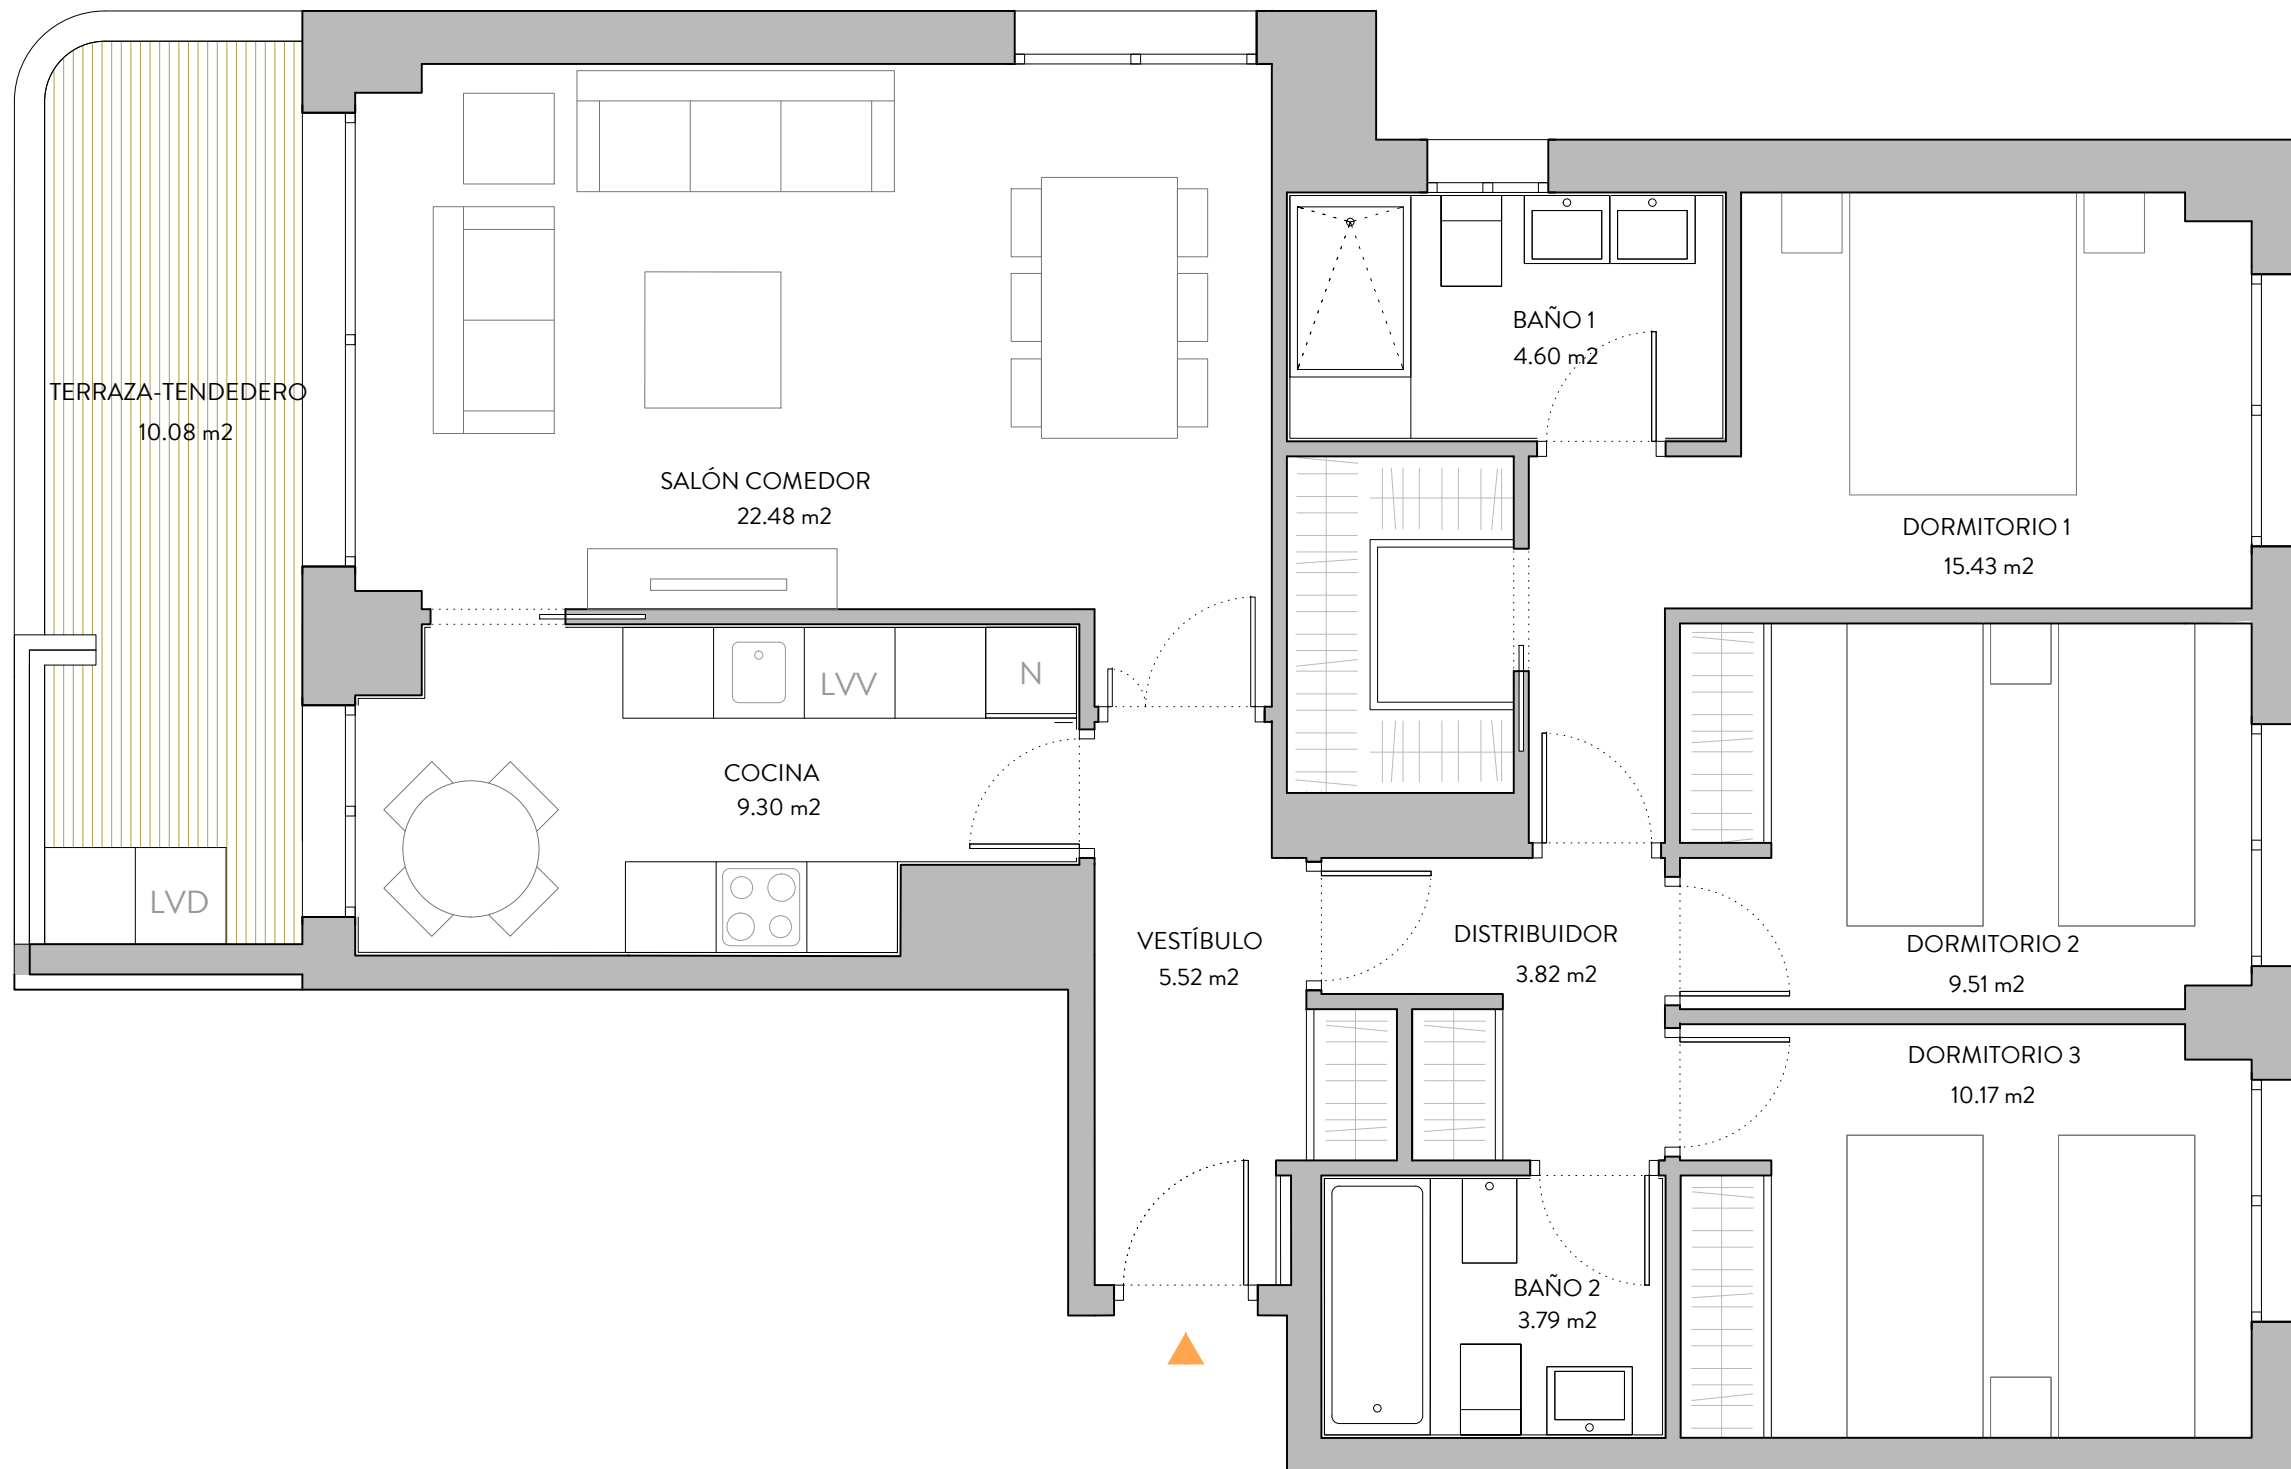 TERRAZA-TENDEDERO
10.08 m2
SALÓN COMEDOR
22.48 m2
BAÑO 1
4.60 m2
DORMITORIO 1
15.43 m2
LVV
N
COCINA
9.30 m2
LVD
VESTÍBULO
5.52 m2
DISTRIBUIDOR
3.82 m2
DORMITORIO 2
9.51 m2
DORMITORIO 3
10.17 m2
BAÑO 2
3.79 m2